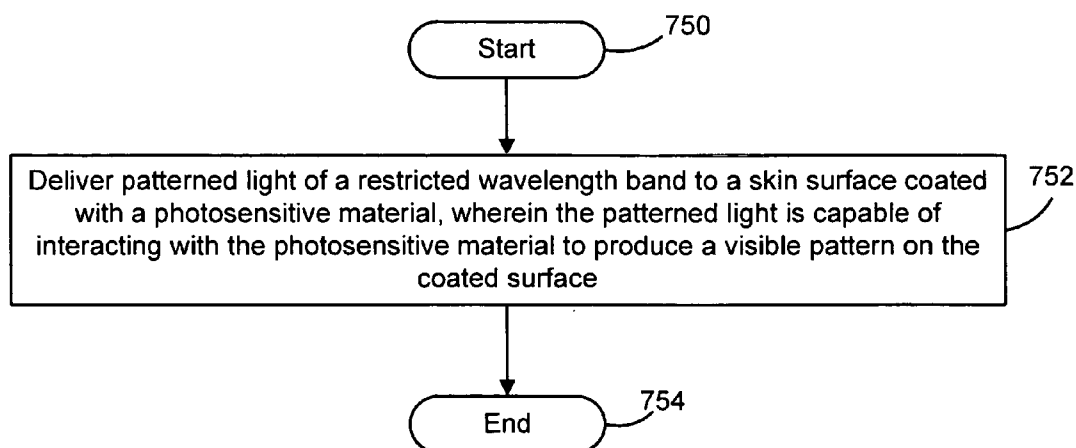 Start
750
Deliver patterned light of a restricted wavelength band to a skin surface coated
with a photosensitive material, wherein the patterned light is capable of
interacting with the photosensitive material to produce a visible pattern on the
coated surface
752
End
754